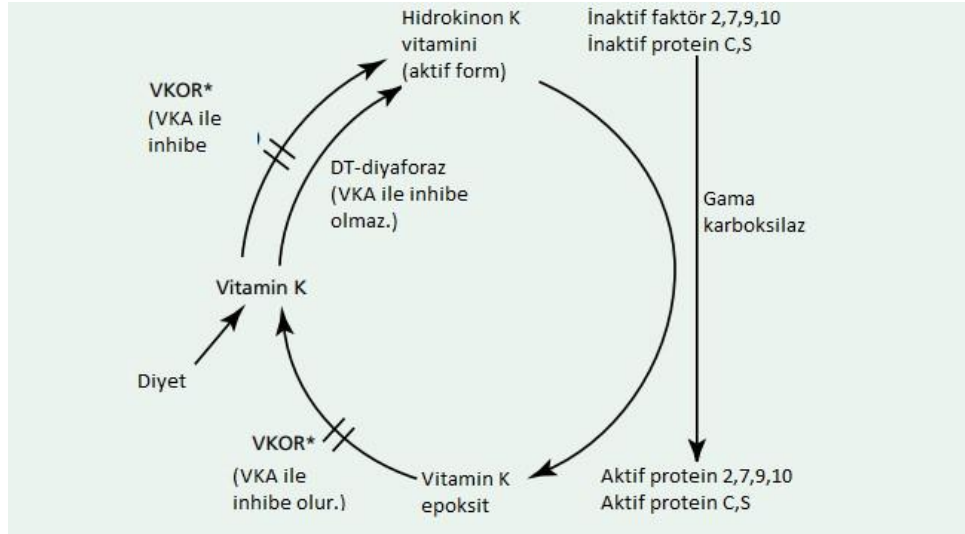 Hidrokinon K
vitamini
(aktif form)
İnaktif faktör 2,7,9,10
İnaktif protein C,S
VKOR*
(VKA ile
inhibe
DT-diyaforaz
(VKA ile inhibe
olmaz.)
Gama
karboksilaz
Vitamin K
Diyet
VKOR*
(VKA ile
inhibe olur.)
Vitamin K
epoksit
Aktif protein 2,7,9,10
Aktif protein C,S